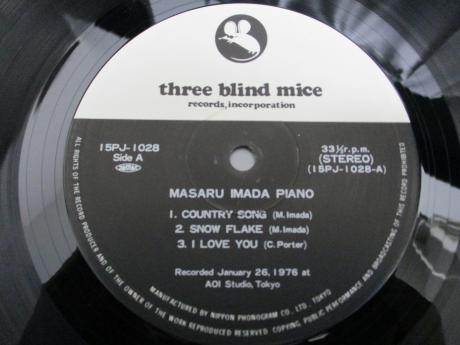 three blind mice
records, incorporation
15PJ-1028
Side A
33⅓ r.p.m.
(STEREO)
(15PJ-1028-A)
MASARU IMADA PIANO
1. COUNTRY SONG (M. Imada)
2. SNOW FLAKE (M. Imada)
3. I LOVE YOU (C. Porter)
Recorded January 26, 1976 at
AOI Studio, Tokyo
MANUFACTURED BY NIPPON PHONOGRAM CO., LTD. TOKYO
ALL RIGHTS OF THE RECORD PRODUCER AND OF THE OWNER OF THE WORK REPRODUCED RESERVED. COPYING, PUBLIC PERFORMANCE AND BROADCASTING OF THIS RECORD PROHIBITED